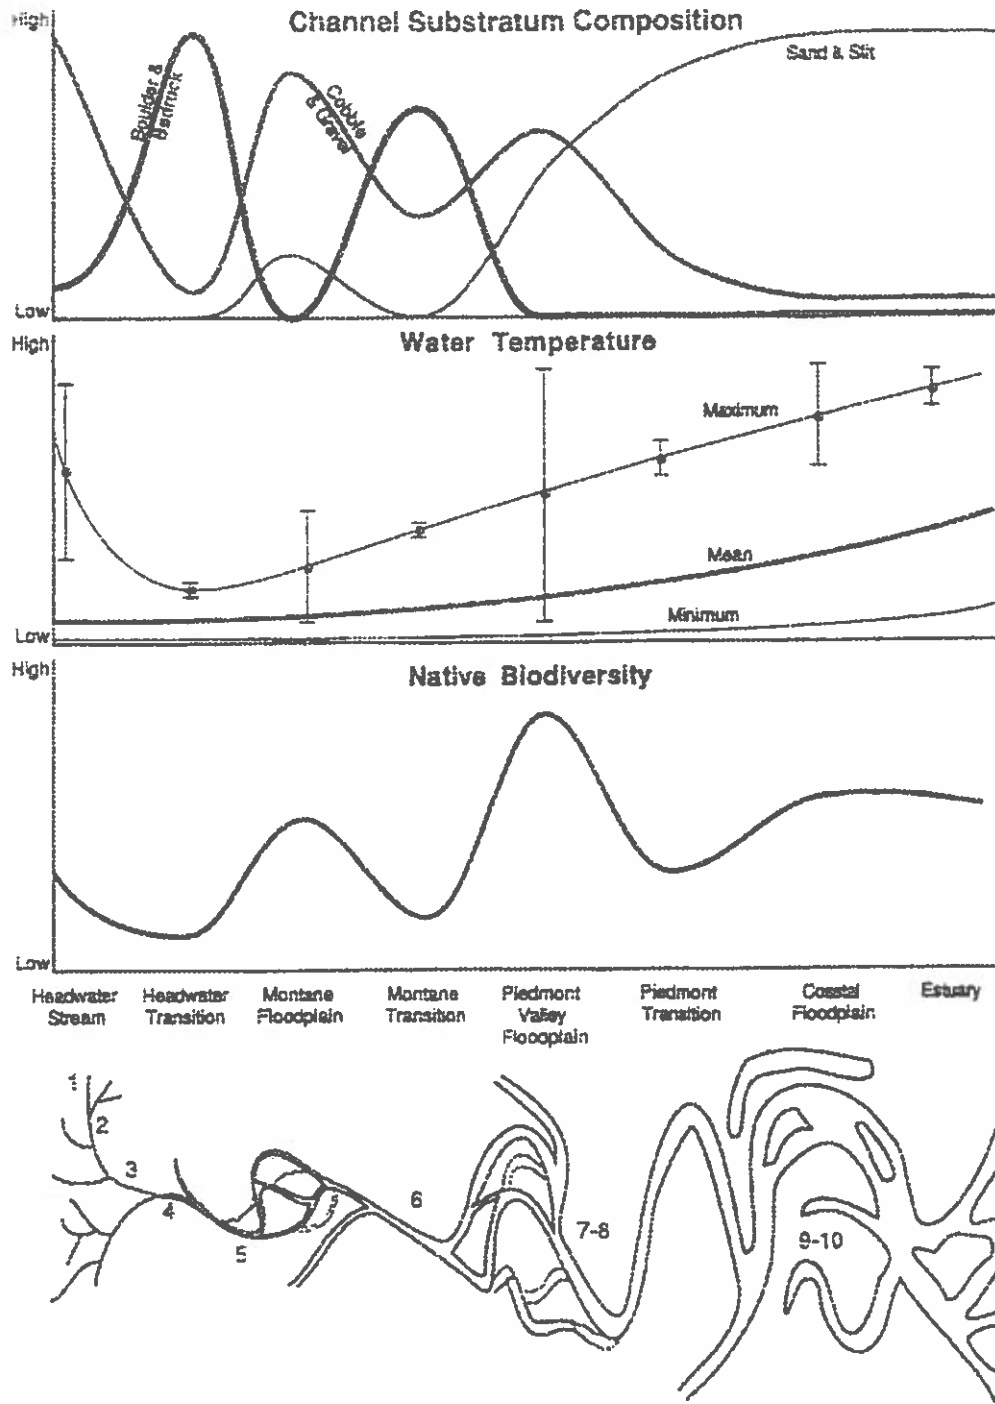 Channel Substratum Composition
High
Boulder &
Bedrock
Cobble
& Gravel
Sand & Silt
Low
Water Temperature
High
Maximum
Mean
Minimum
Low
Native Biodiversity
High
Low
Headwater
Stream
Headwater
Transition
Montane
Floodplain
Montane
Transition
Piedmont
Valley
Floodplain
Piedmont
Transition
Coastal
Floodplain
Estuary
1
2
3
4
5
6
7-8
9-10